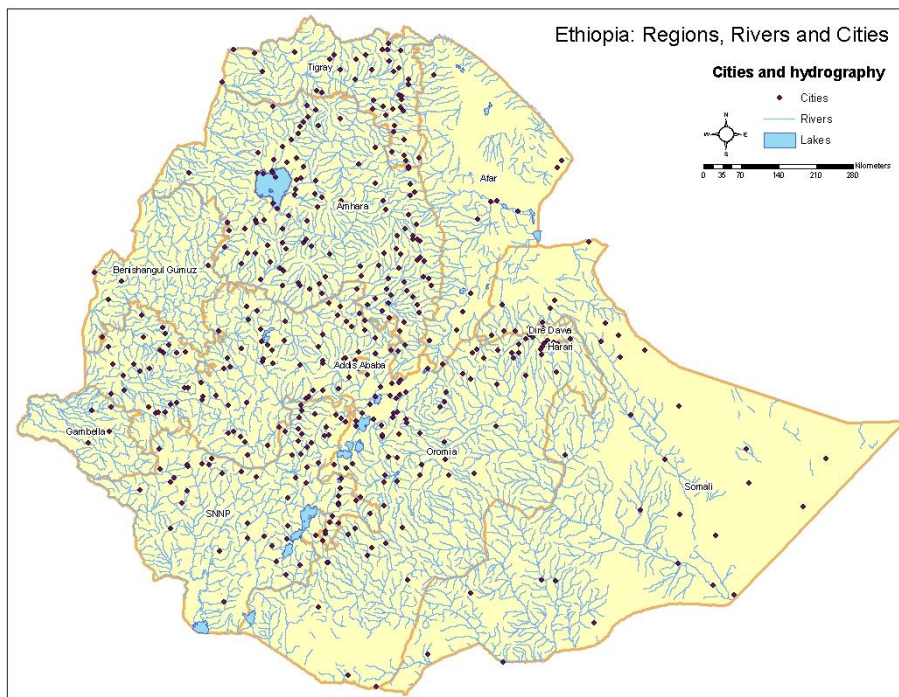 Ethiopia: Regions, Rivers and Cities
Cities and hydrography
Cities
Rivers
Lakes
N
W E
S
Kilometers
0 35 70 140 210 280
Tigray
Afar
Amhara
Benishangul Gumuz
Dire Dawa
Harari
Addis Ababa
Gambella
Oromia
Somali
SNNP